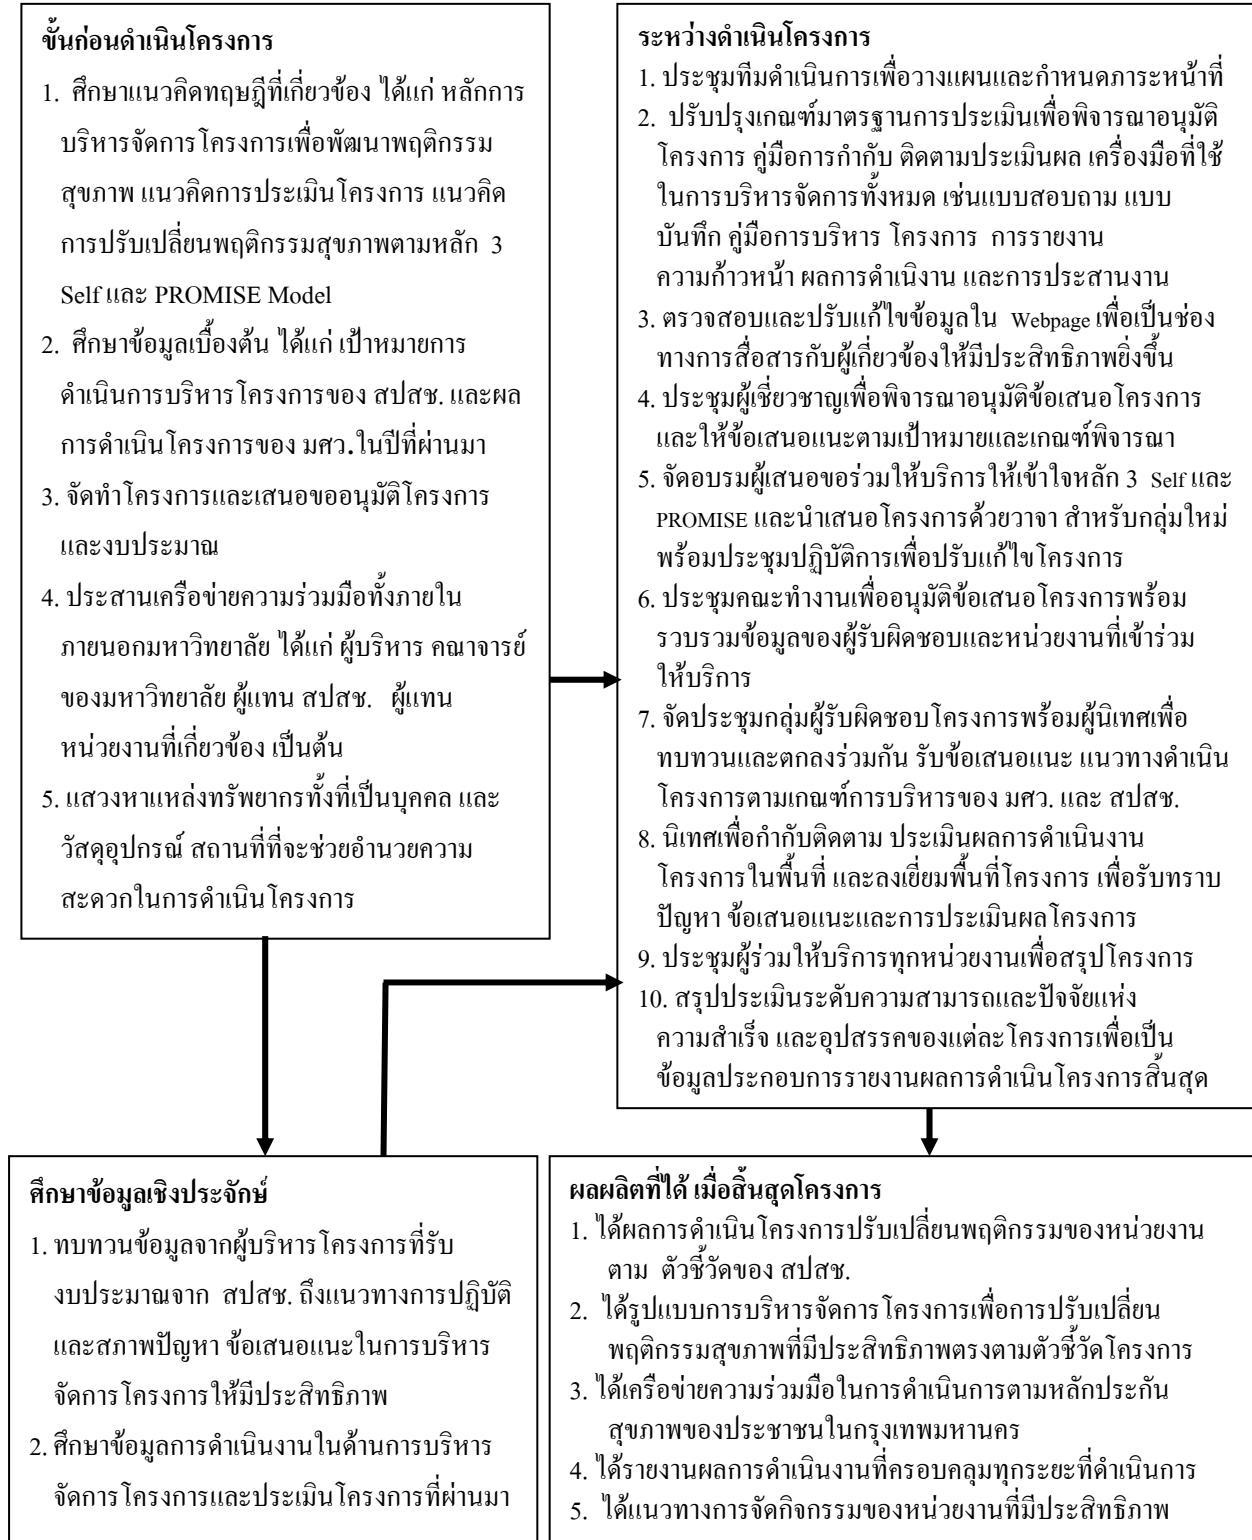 ขั้นก่อนดำเนินโครงการ
1. ศึกษาแนวคิดทฤษฎีที่เกี่ยวข้อง ได้แก่ หลักการ
บริหารจัดการโครงการเพื่อพัฒนาพฤติกรรม
สุขภาพ แนวคิดการประเมินโครงการ แนวคิด
การปรับเปลี่ยนพฤติกรรมสุขภาพตามหลัก 3
Self และ PROMISE Model
2. ศึกษาข้อมูลเบื้องต้น ได้แก่ เป้าหมายการ
ดำเนินการบริหารโครงการของ สปสช. และผล
การดำเนินโครงการของ มศว.ในปีที่ผ่านมา
3. จัดทำโครงการและเสนอขออนุมัติโครงการ
และงบประมาณ
4. ประสานเครือข่ายความร่วมมือทั้งภายใน
ภายนอกมหาวิทยาลัย ได้แก่ ผู้บริหาร คณาจารย์
ของมหาวิทยาลัย ผู้แทน สปสช. ผู้แทน
หน่วยงานที่เกี่ยวข้อง เป็นต้น
5. แสวงหาแหล่งทรัพยากรทั้งที่เป็นบุคคล และ
วัสดุอุปกรณ์ สถานที่ที่จะช่วยอำนวยความ
สะดวกในการดำเนินโครงการ
ระหว่างดำเนินโครงการ
1. ประชุมทีมดำเนินการเพื่อวางแผนและกำหนดภาระหน้าที่
2. ปรับปรุงเกณฑ์มาตรฐานการประเมินเพื่อพิจารณาอนุมัติ
โครงการ คู่มือการกำกับ ติดตามประเมินผล เครื่องมือที่ใช้
ในการบริหารจัดการทั้งหมด เช่นแบบสอบถาม แบบ
บันทึก คู่มือการบริหาร โครงการ การรายงาน
ความก้าวหน้า ผลการดำเนิงาน และการประสานงาน
3. ตรวจสอบและปรับแก้ไขข้อมูลใน Webpage เพื่อเป็นช่อง
ทางการสื่อสารกับผู้เกี่ยวข้องให้มีประสิทธิภาพยิ่งขึ้น
4. ประชุมผู้เชี่ยวชาญเพื่อพิจารณาอนุมัติข้อเสนอโครงการ
และให้ข้อเสนอแนะตามเป้าหมายและเกณฑ์พิจารณา
5. จัดอบรมผู้เสนอขอร่วมให้บริการให้เข้าใจหลัก 3 Self และ
PROMISE และนำเสนอโครงการด้วยวาจา สำหรับกลุ่มใหม่
พร้อมประชุมปฏิบัติการเพื่อปรับแก้ไขโครงการ
6. ประชุมคณะทำงานเพื่ออนุมัติข้อเสนอโครงการพร้อม
รวบรวมข้อมูลของผู้รับผิดชอบและหน่วยงานที่เข้าร่วม
ให้บริการ
7. จัดประชุมกลุ่มผู้รับผิดชอบโครงการพร้อมผู้นิเทศเพื่อ
ทบทวนและตกลงร่วมกัน รับข้อเสนอแนะ แนวทางดำเนิน
โครงการตามเกณฑ์การบริหารของ มศว. และ สปสช.
8. นิเทศเพื่อกำกับติดตาม ประเมินผลการดำเนินงาน
โครงการในพื้นที่ และลงเยี่ยมพื้นที่โครงการ เพื่อรับทราบ
ปัญหา ข้อเสนอแนะและการประเมินผลโครงการ
9. ประชุมผู้ร่วมให้บริการทุกหน่วยงานเพื่อสรุปโครงการ
10. สรุปประเมินระดับความสามารถและปัจจัยแห่ง
ความสำเร็จ และอุปสรรคของแต่ละโครงการเพื่อเป็น
ข้อมูลประกอบการรายงานผลการดำเนินโครงการสิ้นสุด
ศึกษาข้อมูลเชิงประจักษ์
1. ทบทวนข้อมูลจากผู้บริหารโครงการที่รับ
งบประมาณจาก สปสช. ถึงแนวทางการปฏิบัติ
และสภาพปัญหา ข้อเสนอแนะในการบริหาร
จัดการโครงการให้มีประสิทธิภาพ
2. ศึกษาข้อมูลการดำเนินงานในด้านการบริหาร
จัดการโครงการและประเมินโครงการที่ผ่านมา
ผลผลิตที่ได้ เมื่อสิ้นสุดโครงการ
1. ได้ผลการดำเนินโครงการปรับเปลี่ยนพฤติกรรมของหน่วยงาน
ตาม ตัวชี้วัดของ สปสช.
2. ได้รูปแบบการบริหารจัดการโครงการเพื่อการปรับเปลี่ยน
พฤติกรรมสุขภาพที่มีประสิทธิภาพตรงตามตัวชี้วัดโครงการ
3. ได้เครือข่ายความร่วมมือในการดำเนินการตามหลักประกัน
สุขภาพของประชาชนในกรุงเทพมหานคร
4. ได้รายงานผลการดำเนินงานที่ครอบคลุมทุกระยะที่ดำเนินการ
5. ได้แนวทางการจัดกิจกรรมของหน่วยงานที่มีประสิทธิภาพ